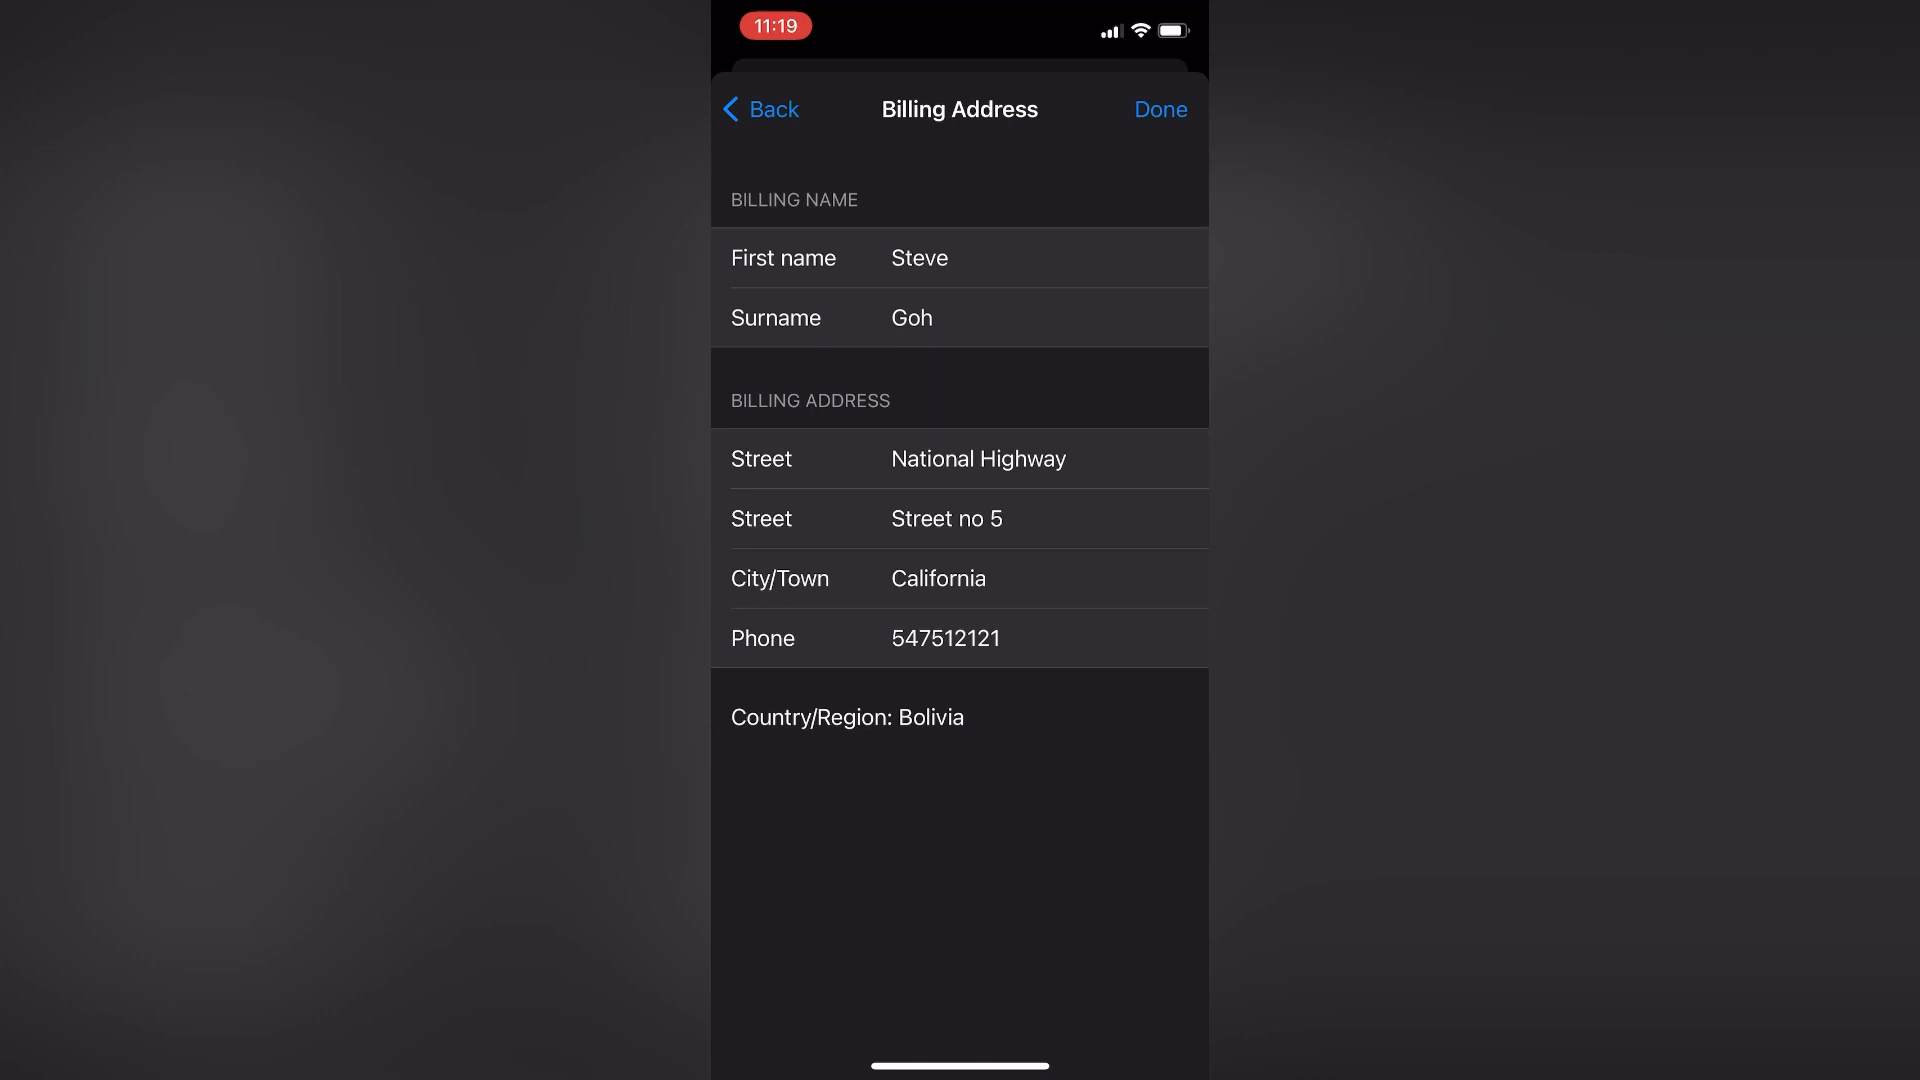 11:19
Back Billing Address Done
BILLING NAME
First name Steve
Surname Goh
BILLING ADDRESS
Street National Highway
Street Street no 5
City/Town California
Phone 547512121
Country/Region: Bolivia